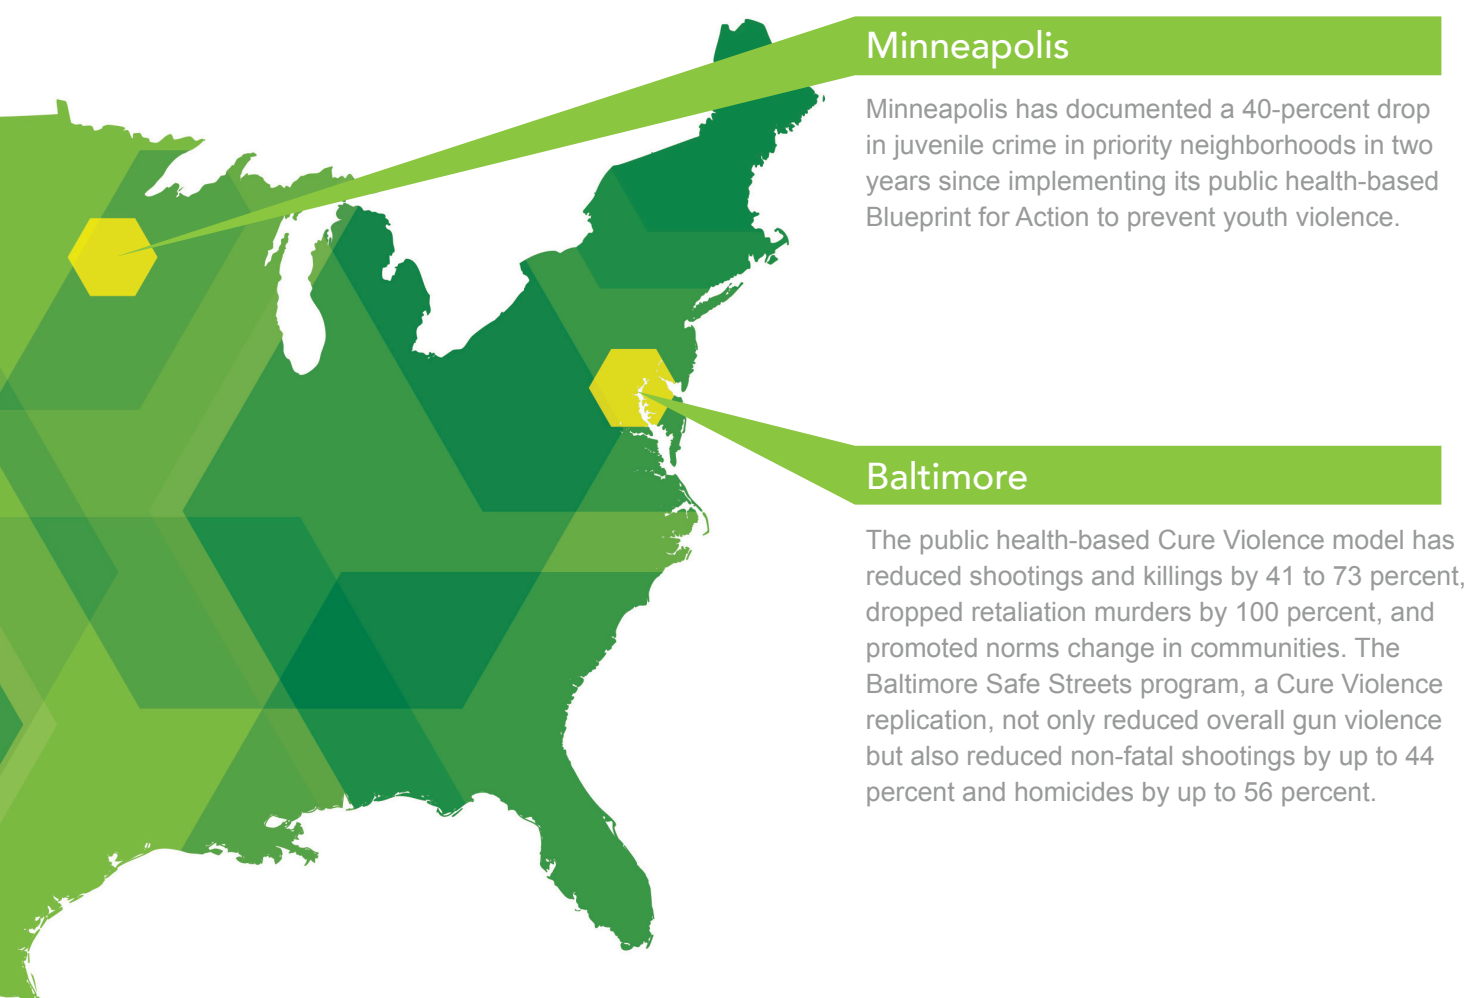 Minneapolis
Minneapolis has documented a 40-percent drop
in juvenile crime in priority neighborhoods in two
years since implementing its public health-based
Blueprint for Action to prevent youth violence.
Baltimore
The public health-based Cure Violence model has
reduced shootings and killings by 41 to 73 percent,
dropped retaliation murders by 100 percent, and
promoted norms change in communities. The
Baltimore Safe Streets program, a Cure Violence
replication, not only reduced overall gun violence
but also reduced non-fatal shootings by up to 44
percent and homicides by up to 56 percent.